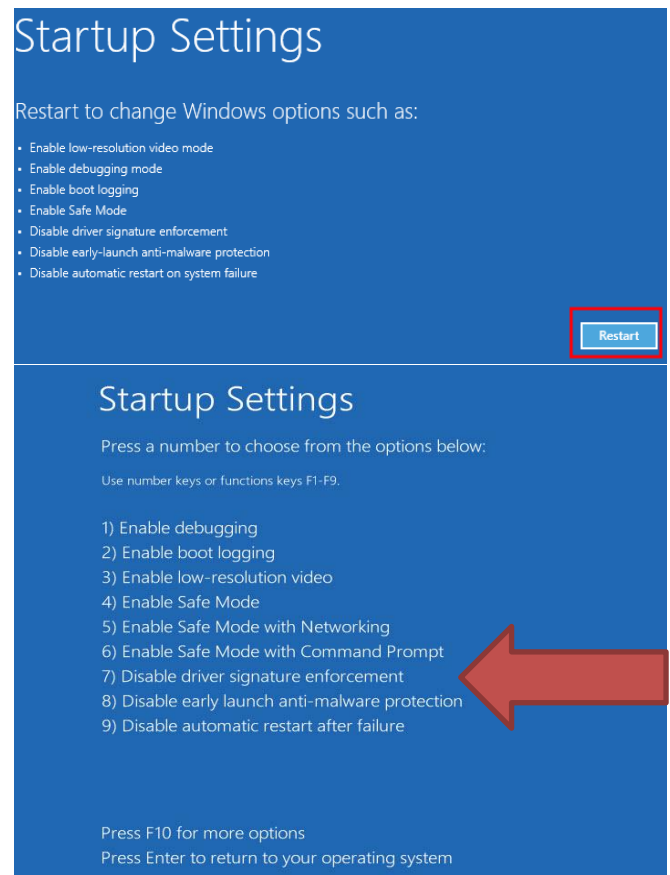 Startup Settings
Restart to change Windows options such as:
• Enable low-resolution video mode
• Enable debugging mode
• Enable boot logging
• Enable Safe Mode
• Disable driver signature enforcement
• Disable early-launch anti-malware protection
• Disable automatic restart on system failure
Restart
Startup Settings
Press a number to choose from the options below:
Use number keys or functions keys F1-F9.
1) Enable debugging
2) Enable boot logging
3) Enable low-resolution video
4) Enable Safe Mode
5) Enable Safe Mode with Networking
6) Enable Safe Mode with Command Prompt
7) Disable driver signature enforcement
8) Disable early launch anti-malware protection
9) Disable automatic restart after failure
Press F10 for more options
Press Enter to return to your operating system